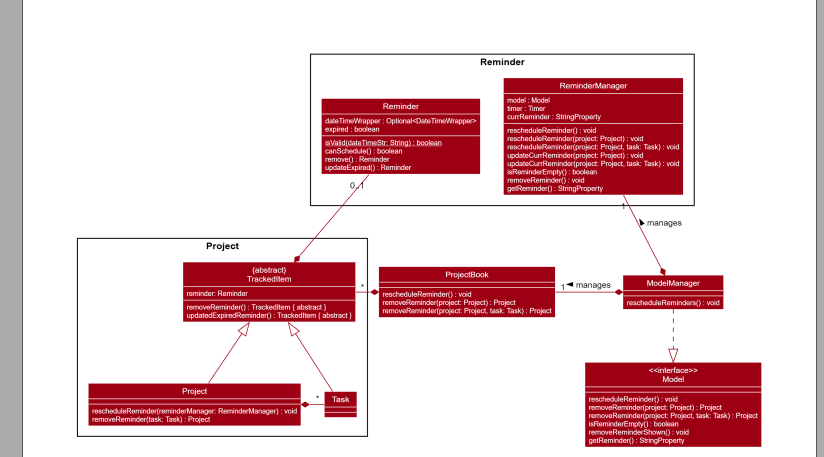 Reminder
Reminder
dateTimeWrapper : Optional<DateTimeWrapper>
expired : boolean
isValid(dateTimeStr: String) : boolean
canSchedule() : boolean
remove() : Reminder
updateExpired() : Reminder
ReminderManager
model : Model
timer : Timer
currReminder : StringProperty
rescheduleReminder() : void
rescheduleReminder(project: Project) : void
rescheduleReminder(project: Project, task: Task) : void
updateCurrReminder(project: Project) : void
updateCurrReminder(project: Project, task: Task) : void
isReminderEmpty() : boolean
removeReminder() : void
getReminder() : StringProperty
0..1
1
manages
Project
{abstract}
TrackedItem
reminder: Reminder
removeReminder() : TrackedItem { abstract }
updatedExpiredReminder() : TrackedItem { abstract }
*
ProjectBook
rescheduleReminder() : void
removeReminder(project: Project) : Project
removeReminder(project: Project, task: Task) : Project
1
manages
ModelManager
rescheduleReminders() : void
Project
rescheduleReminder(reminderManager: ReminderManager) : void
removeReminder(task: Task) : Project
*
Task
<<interface>>
Model
rescheduleReminder() : void
removeReminder(project: Project) : Project
removeReminder(project: Project, task: Task) : Project
isReminderEmpty() : boolean
removeReminderShown() : void
getReminder() : StringProperty